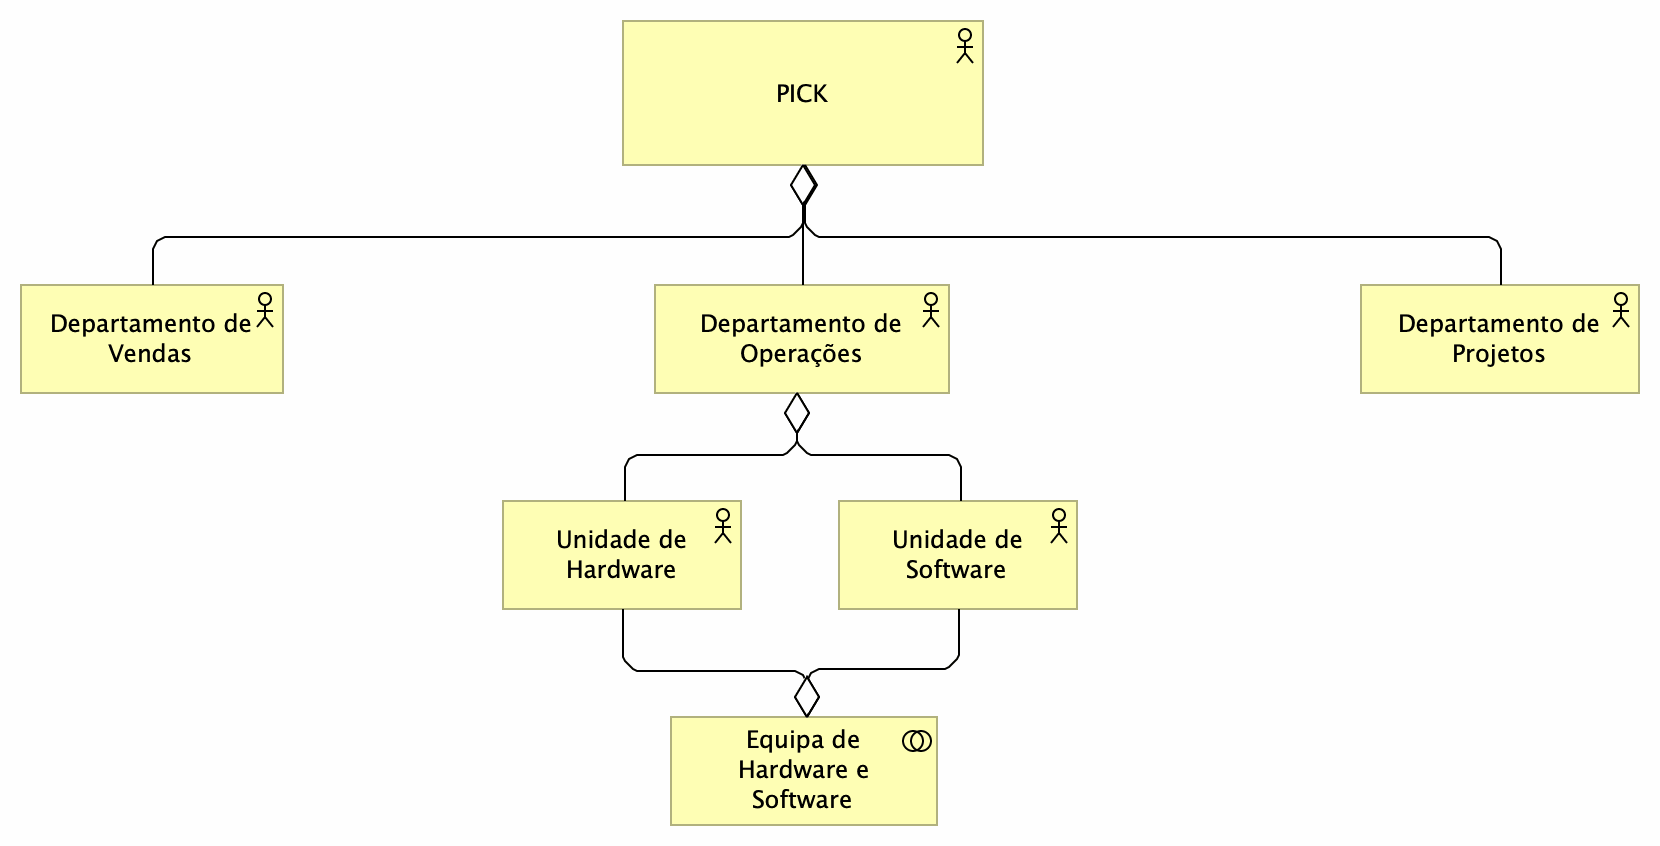 PICK
Departamento de
Vendas
Departamento de
Operações
Departamento de
Projetos
Unidade de
Hardware
Unidade de
Software
Equipa de
Hardware e
Software